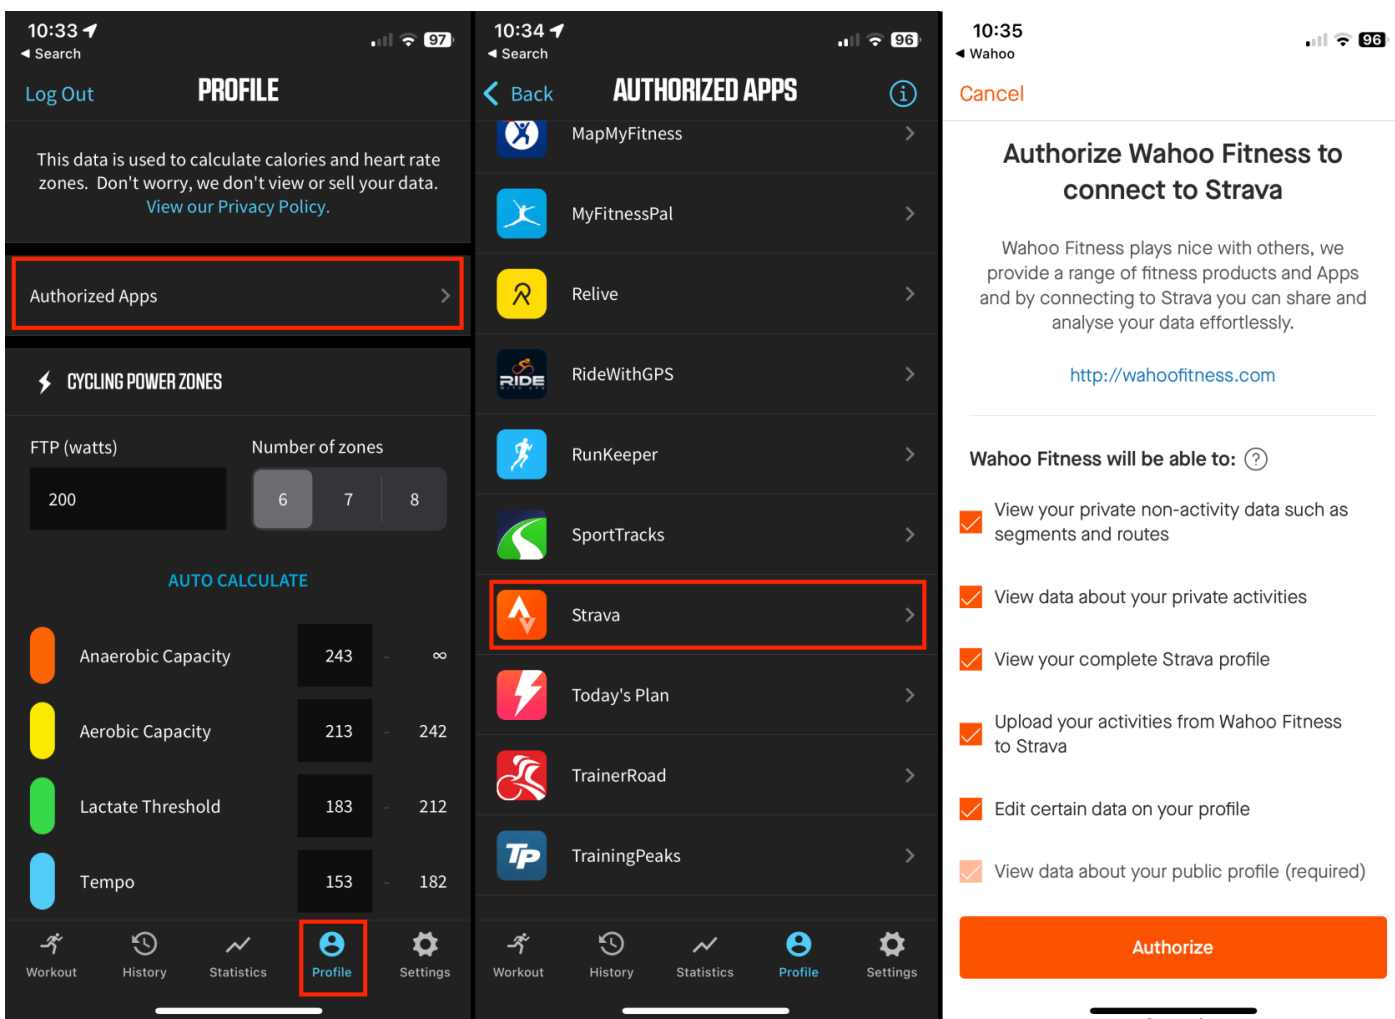 10:33
97
◀ Search
Log Out
PROFILE
This data is used to calculate calories and heart rate
zones. Don't worry, we don't view or sell your data.
View our Privacy Policy.
Authorized Apps
CYCLING POWER ZONES
FTP (watts)
Number of zones
200
6 7 8
AUTO CALCULATE
Anaerobic Capacity 243 - ∞
Aerobic Capacity 213 - 242
Lactate Threshold 183 - 212
Tempo 153 - 182
Workout History Statistics Profile Settings
10:34
96
◀ Search
Back
AUTHORIZED APPS
MapMyFitness
MyFitnessPal
Relive
RIDE
RideWithGPS
RunKeeper
SportTracks
Strava
Today's Plan
TrainerRoad
TP
TrainingPeaks
Workout History Statistics Profile Settings
10:35
96
◀ Wahoo
Cancel
Authorize Wahoo Fitness to
connect to Strava
Wahoo Fitness plays nice with others, we
provide a range of fitness products and Apps
and by connecting to Strava you can share and
analyse your data effortlessly.
http://wahoofitness.com
Wahoo Fitness will be able to: ?
View your private non-activity data such as
segments and routes
View data about your private activities
View your complete Strava profile
Upload your activities from Wahoo Fitness
to Strava
Edit certain data on your profile
View data about your public profile (required)
Authorize